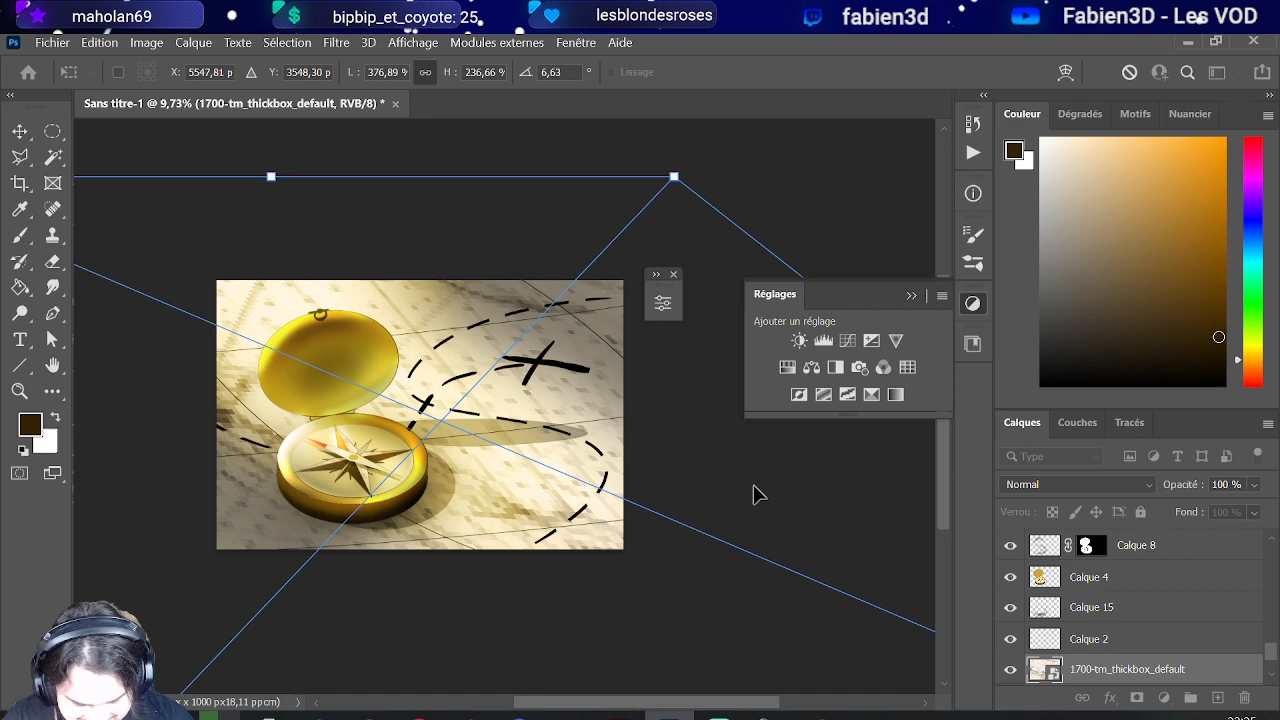 maholan69
bipbip_et_coyote: 25
lesblondesroses
fabien3d
Fabien3D - Les VOD
Ps
Fichier Edition Image Calque Texte Sélection Filtre 3D Affichage Modules externes Fenêtre Aide
X: 5547,81 p Y: 3548,30 p L: 376,89 % H: 236,66 % 6,63 ° Lissage
Sans titre-1 @ 9,73% (1700-tm_thickbox_default, RVB/8) *
Couleur Dégradés Motifs Nuancier
Réglages
Ajouter un réglage
Calques Couches Tracés
Type
Normal Opacité : 100 %
Verrou : Fond : 100 %
Calque 8
Calque 4
Calque 15
Calque 2
1700-tm_thickbox_default
x 1000 px18,11 ppcm)